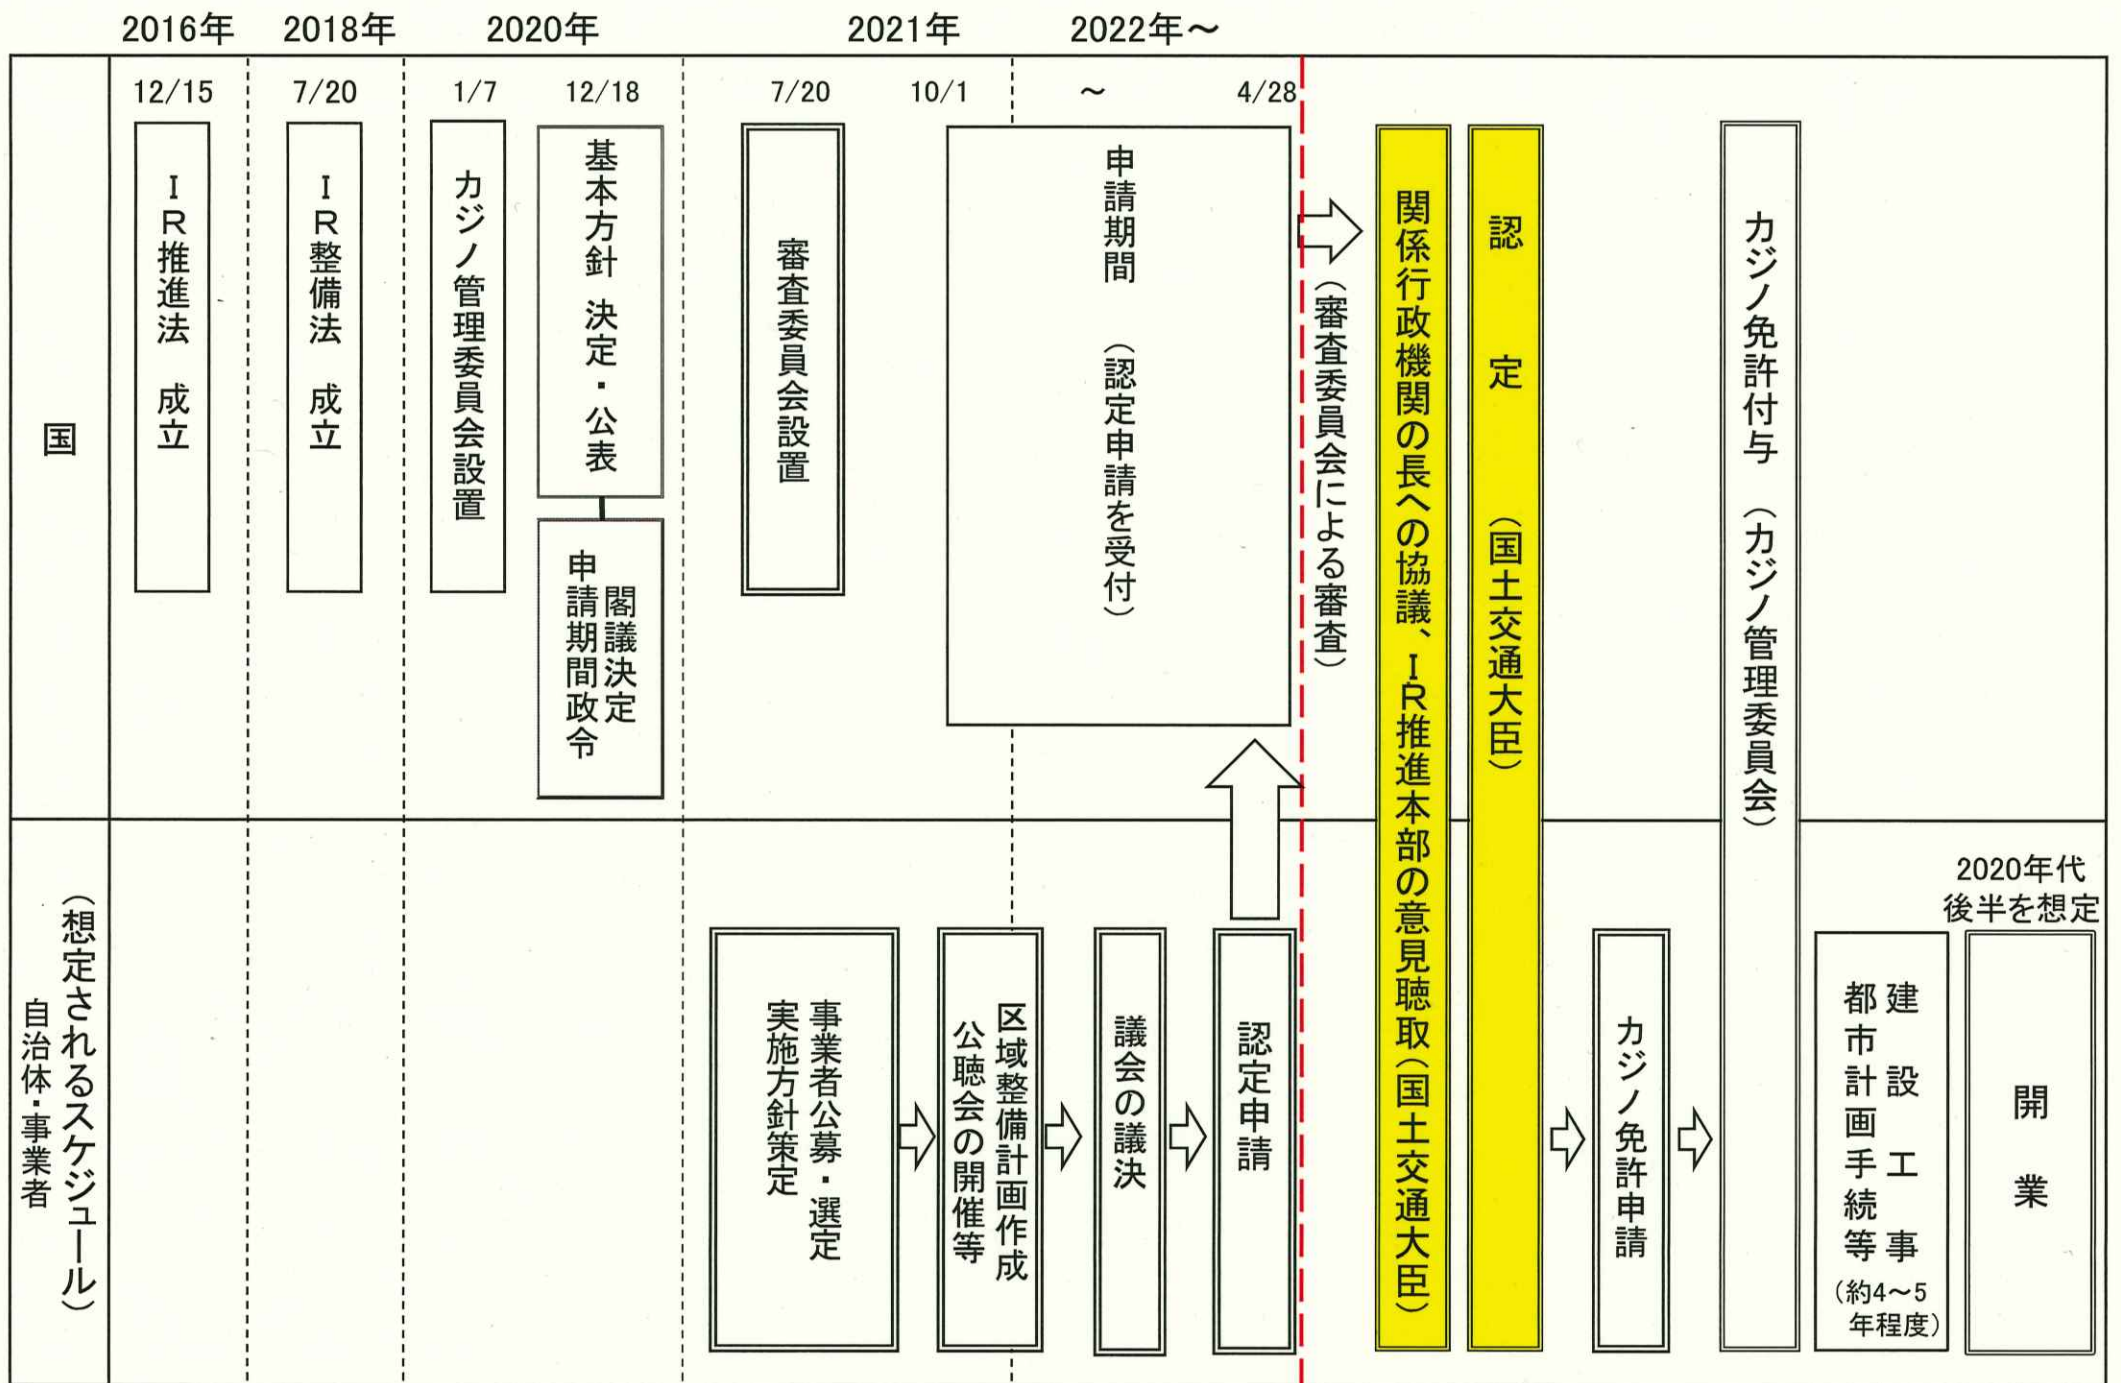 2016年
2018年
2020年
2021年
2022年～
国
12/15
ＩＲ推進法 成立
7/20
ＩＲ整備法 成立
1/7
カジノ管理委員会設置
12/18
基本方針 決定・公表
閣議決定
申請期間政令
7/20
審査委員会設置
10/1
～
4/28
申請期間 （認定申請を受付）
（審査委員会による審査）
関係行政機関の長への協議、ＩＲ推進本部の意見聴取（国土交通大臣）
認定 （国土交通大臣）
カジノ免許付与 （カジノ管理委員会）
（想定されるスケジュール）
自治体・事業者
事業者公募・選定
実施方針策定
区域整備計画作成
公聴会の開催等
議会の議決
認定申請
カジノ免許申請
建設工事
都市計画手続等
（約4～5
年程度）
2020年代
後半を想定
開業